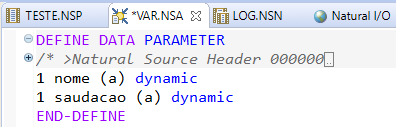 TESTE.NSP *VAR.NSA LOG.NSN Natural I/O
DEFINE DATA PARAMETER
/* >Natural Source Header 000000
1 nome (a) dynamic
1 saudacao (a) dynamic
END-DEFINE